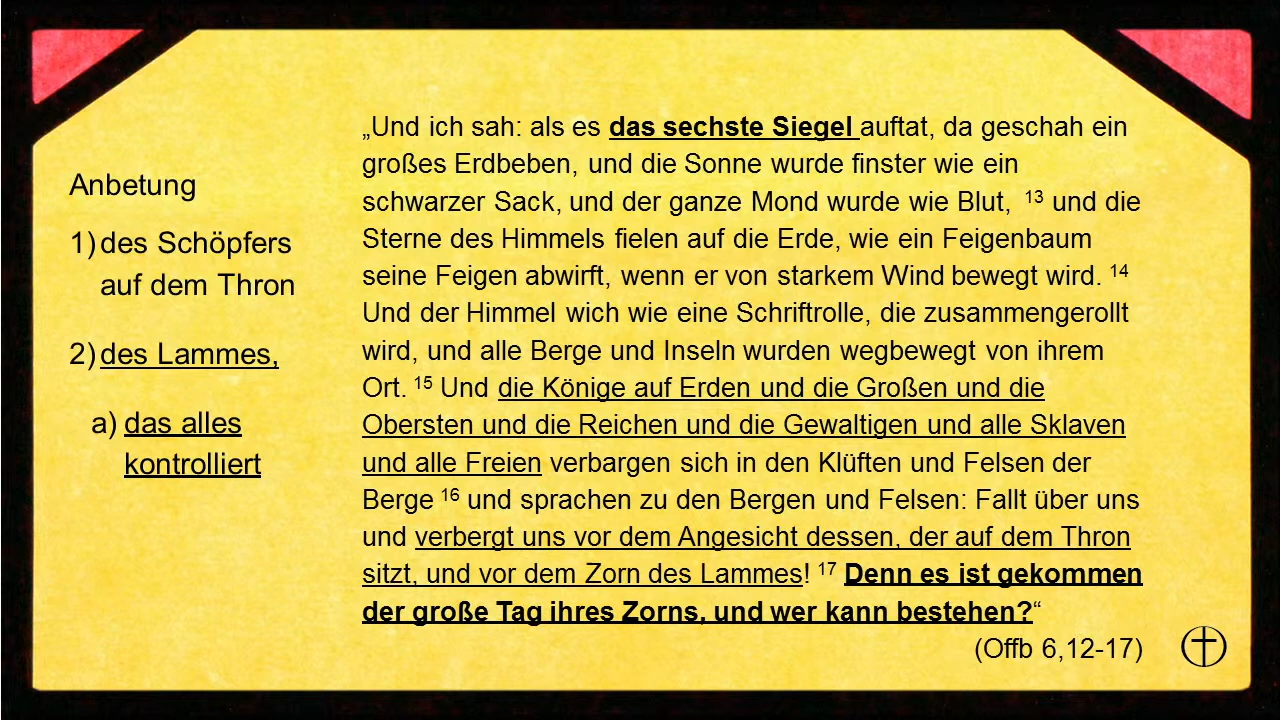 Anbetung
1) des Schöpfers
auf dem Thron
2) des Lammes,
a) das alles
kontrolliert
„Und ich sah: als es das sechste Siegel auftat, da geschah ein
großes Erdbeben, und die Sonne wurde finster wie ein
schwarzer Sack, und der ganze Mond wurde wie Blut, 13 und die
Sterne des Himmels fielen auf die Erde, wie ein Feigenbaum
seine Feigen abwirft, wenn er von starkem Wind bewegt wird. 14
Und der Himmel wich wie eine Schriftrolle, die zusammengerollt
wird, und alle Berge und Inseln wurden wegbewegt von ihrem
Ort. 15 Und die Könige auf Erden und die Großen und die
Obersten und die Reichen und die Gewaltigen und alle Sklaven
und alle Freien verbargen sich in den Klüften und Felsen der
Berge 16 und sprachen zu den Bergen und Felsen: Fallt über uns
und verbergt uns vor dem Angesicht dessen, der auf dem Thron
sitzt, und vor dem Zorn des Lammes! 17 Denn es ist gekommen
der große Tag ihres Zorns, und wer kann bestehen?“
(Offb 6,12-17)